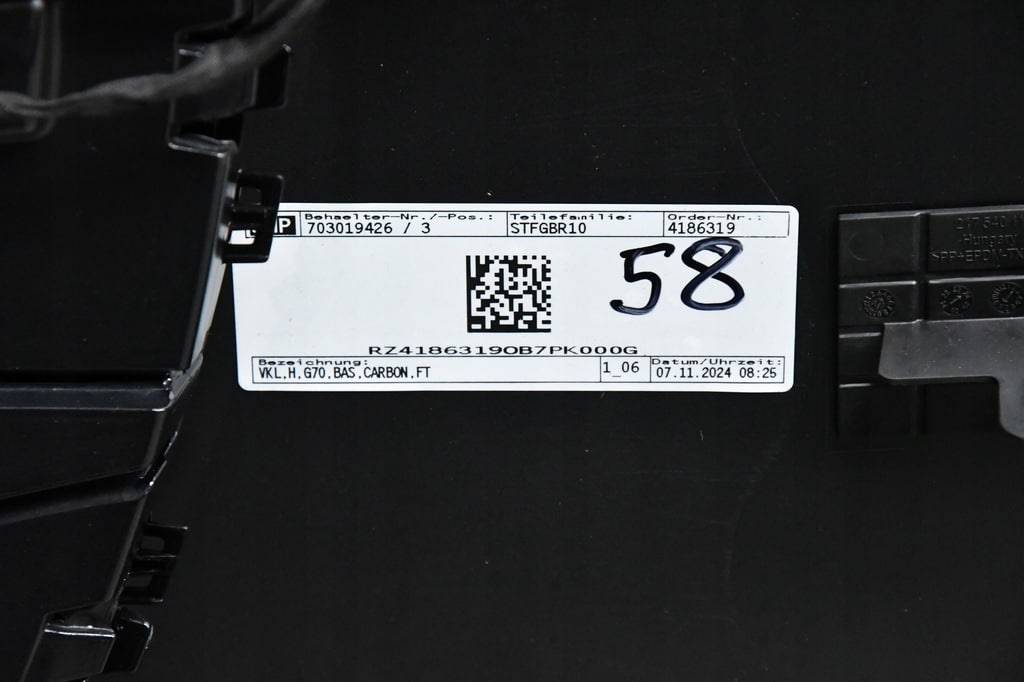 Behaelter-Nr./-Pos.: Teilefamilie: Order-Nr.:
703019426 / 3 STFGBR10 4186319
58
RZ41863190B7PK000G
Bezeichnung: 1_06 Datum/Uhrzeit:
VKL,H,G70,BAS,CARBON,FT 07.11.2024 08:25